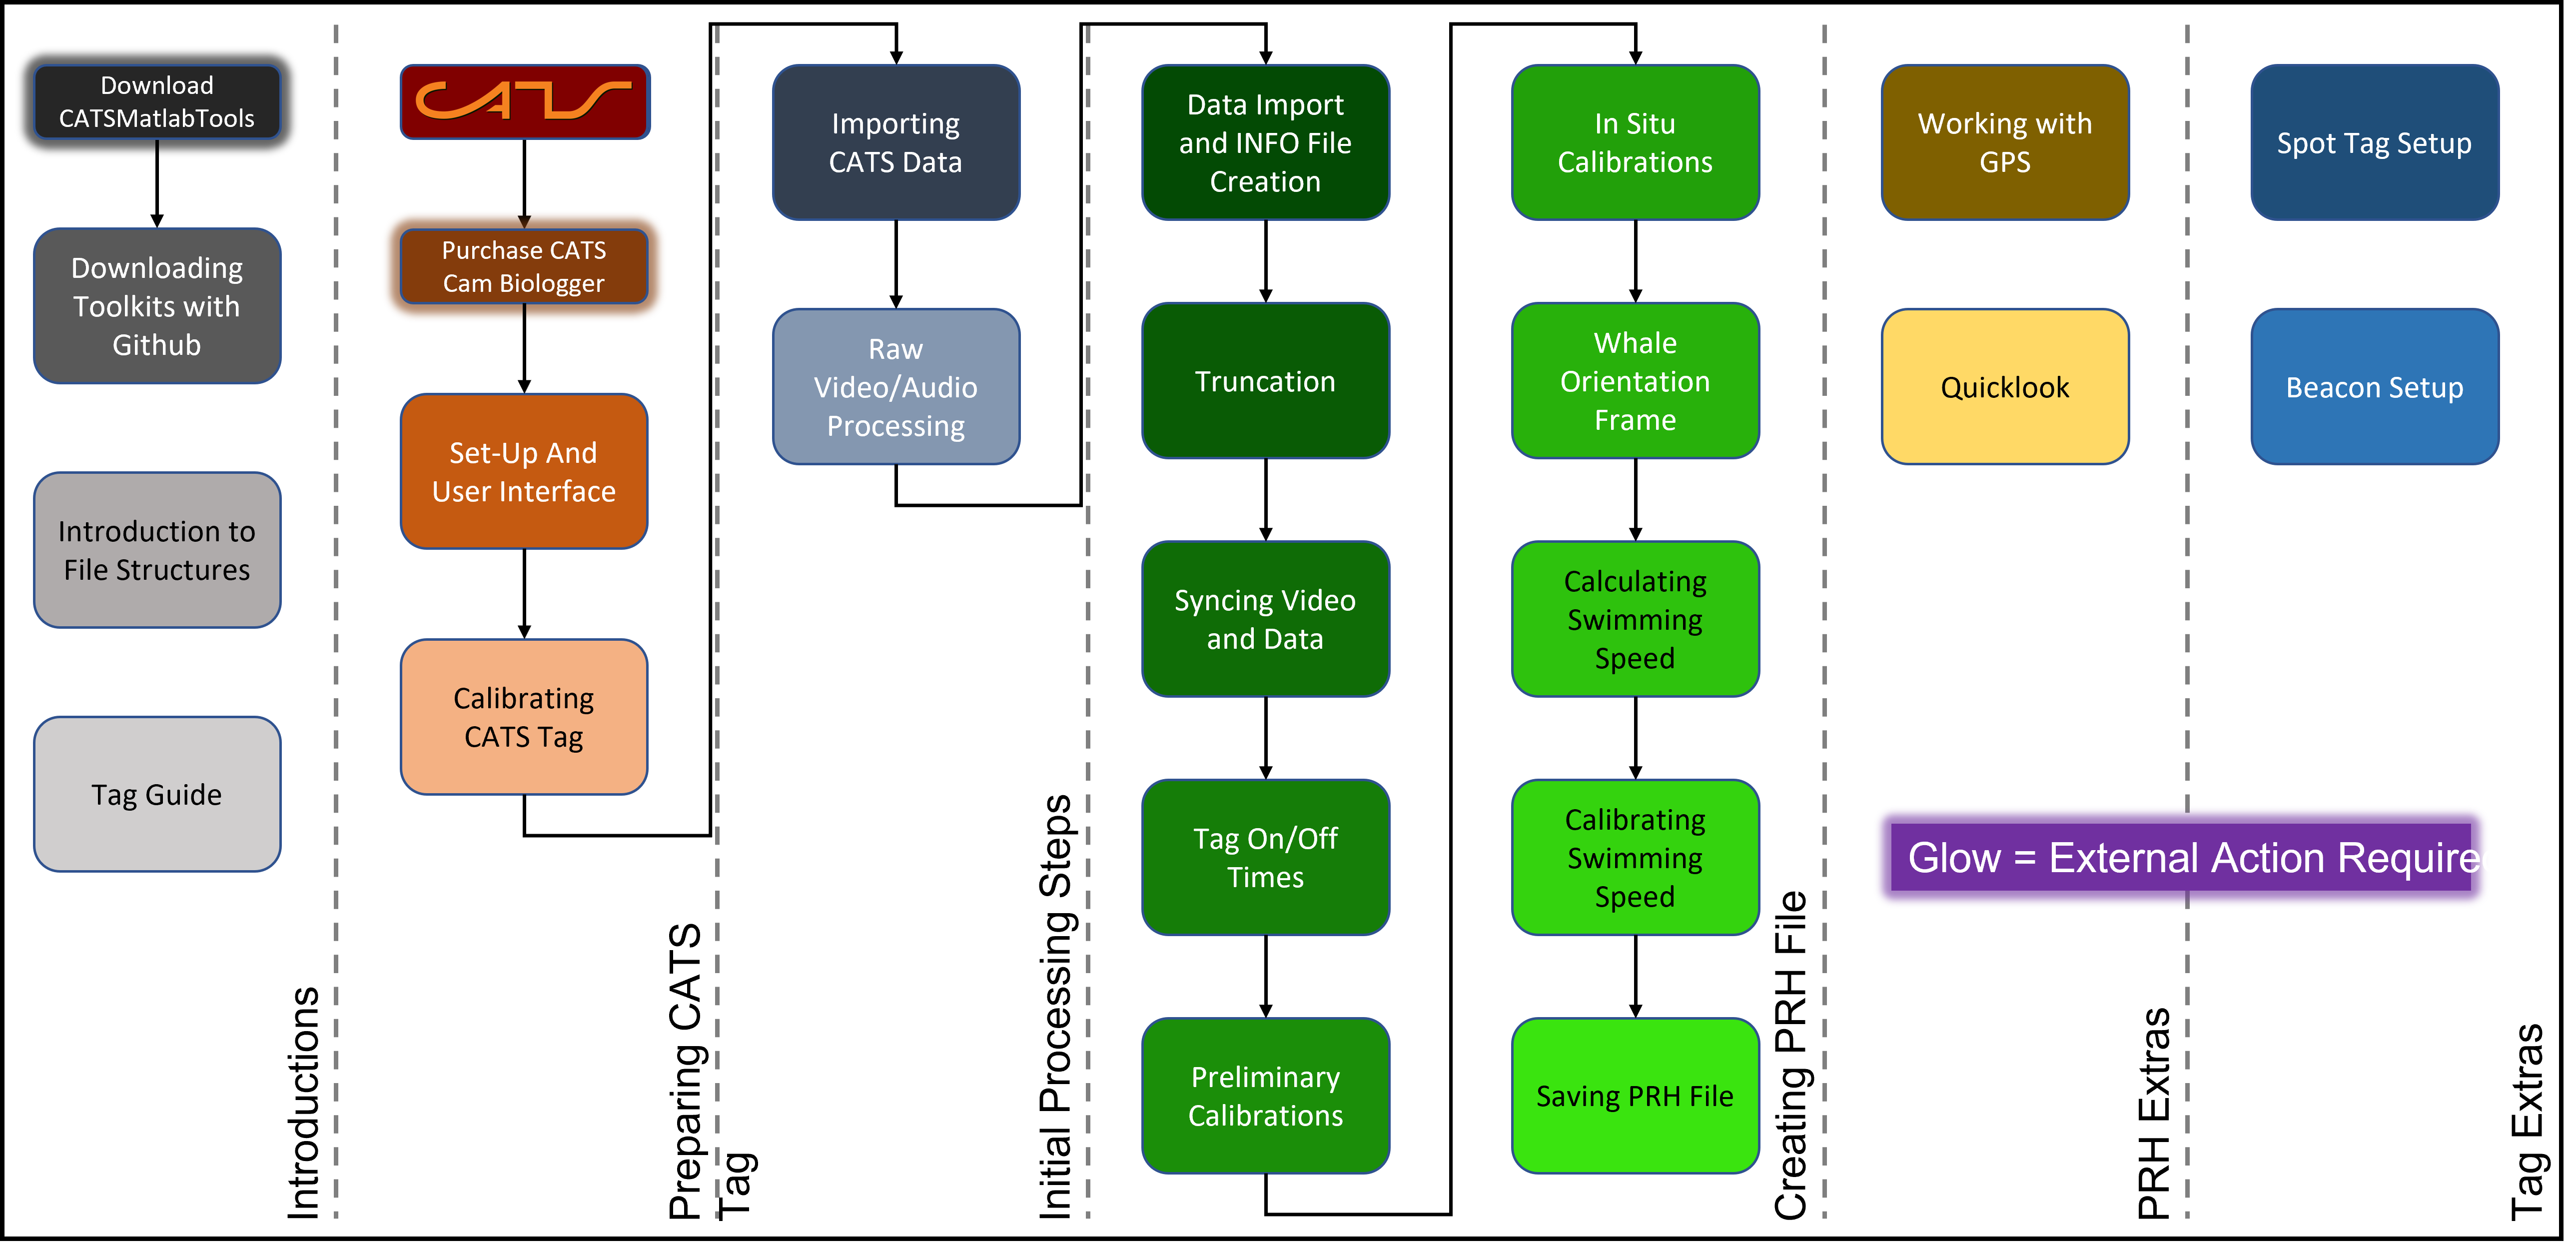 Download
CATSMatlabTools
Downloading
Toolkits with
Github
Introduction to
File Structures
Tag Guide
Introductions
CATS
Purchase CATS
Cam Biologger
Set-Up And
User Interface
Calibrating
CATS Tag
Preparing CATS
Tag
Importing
CATS Data
Raw
Video/Audio
Processing
Initial Processing Steps
Data Import
and INFO File
Creation
Truncation
Syncing Video
and Data
Tag On/Off
Times
Preliminary
Calibrations
In Situ
Calibrations
Whale
Orientation
Frame
Calculating
Swimming
Speed
Calibrating
Swimming
Speed
Saving PRH File
Creating PRH File
Working with
GPS
Quicklook
PRH Extras
Spot Tag Setup
Beacon Setup
Glow = External Action Require
Tag Extras